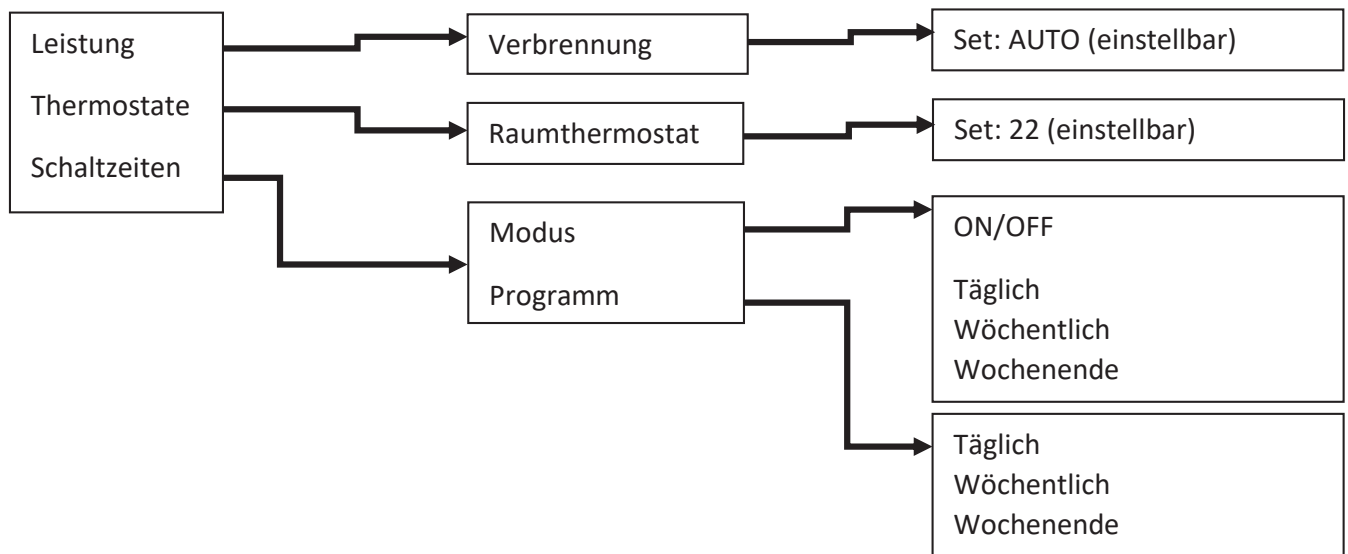 Leistung
Thermostate
Schaltzeiten
Verbrennung
Raumthermostat
Modus
Programm
Set: AUTO (einstellbar)
Set: 22 (einstellbar)
ON/OFF
Täglich
Wöchentlich
Wochenende
Täglich
Wöchentlich
Wochenende